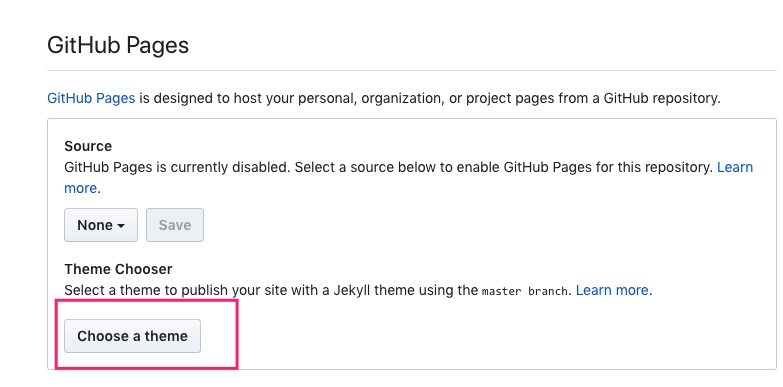 GitHub Pages
GitHub Pages is designed to host your personal, organization, or project pages from a GitHub repository.
Source
GitHub Pages is currently disabled. Select a source below to enable GitHub Pages for this repository. Learn
more.
None Save
Theme Chooser
Select a theme to publish your site with a Jekyll theme using the master branch. Learn more.
Choose a theme